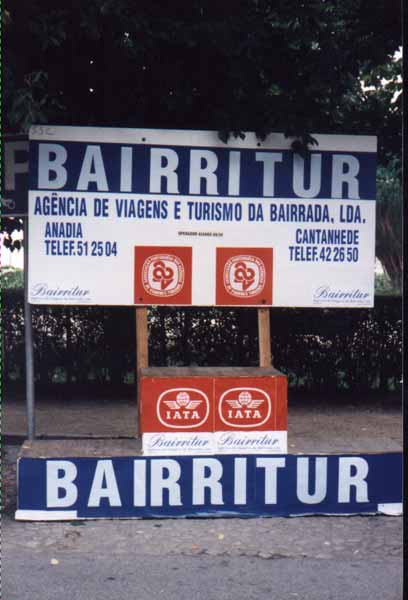 SSC
P
BAIRRITUR
AGÊNCIA DE VIAGENS E TURISMO DA BAIRRADA, LDA.
ANADIA
TELEF. 51 25 04
CANTANHEDE
TELEF. 42 26 50
Bairritur
Bairritur
IATA
IATA
Bairritur
Bairritur
BAIRRITUR